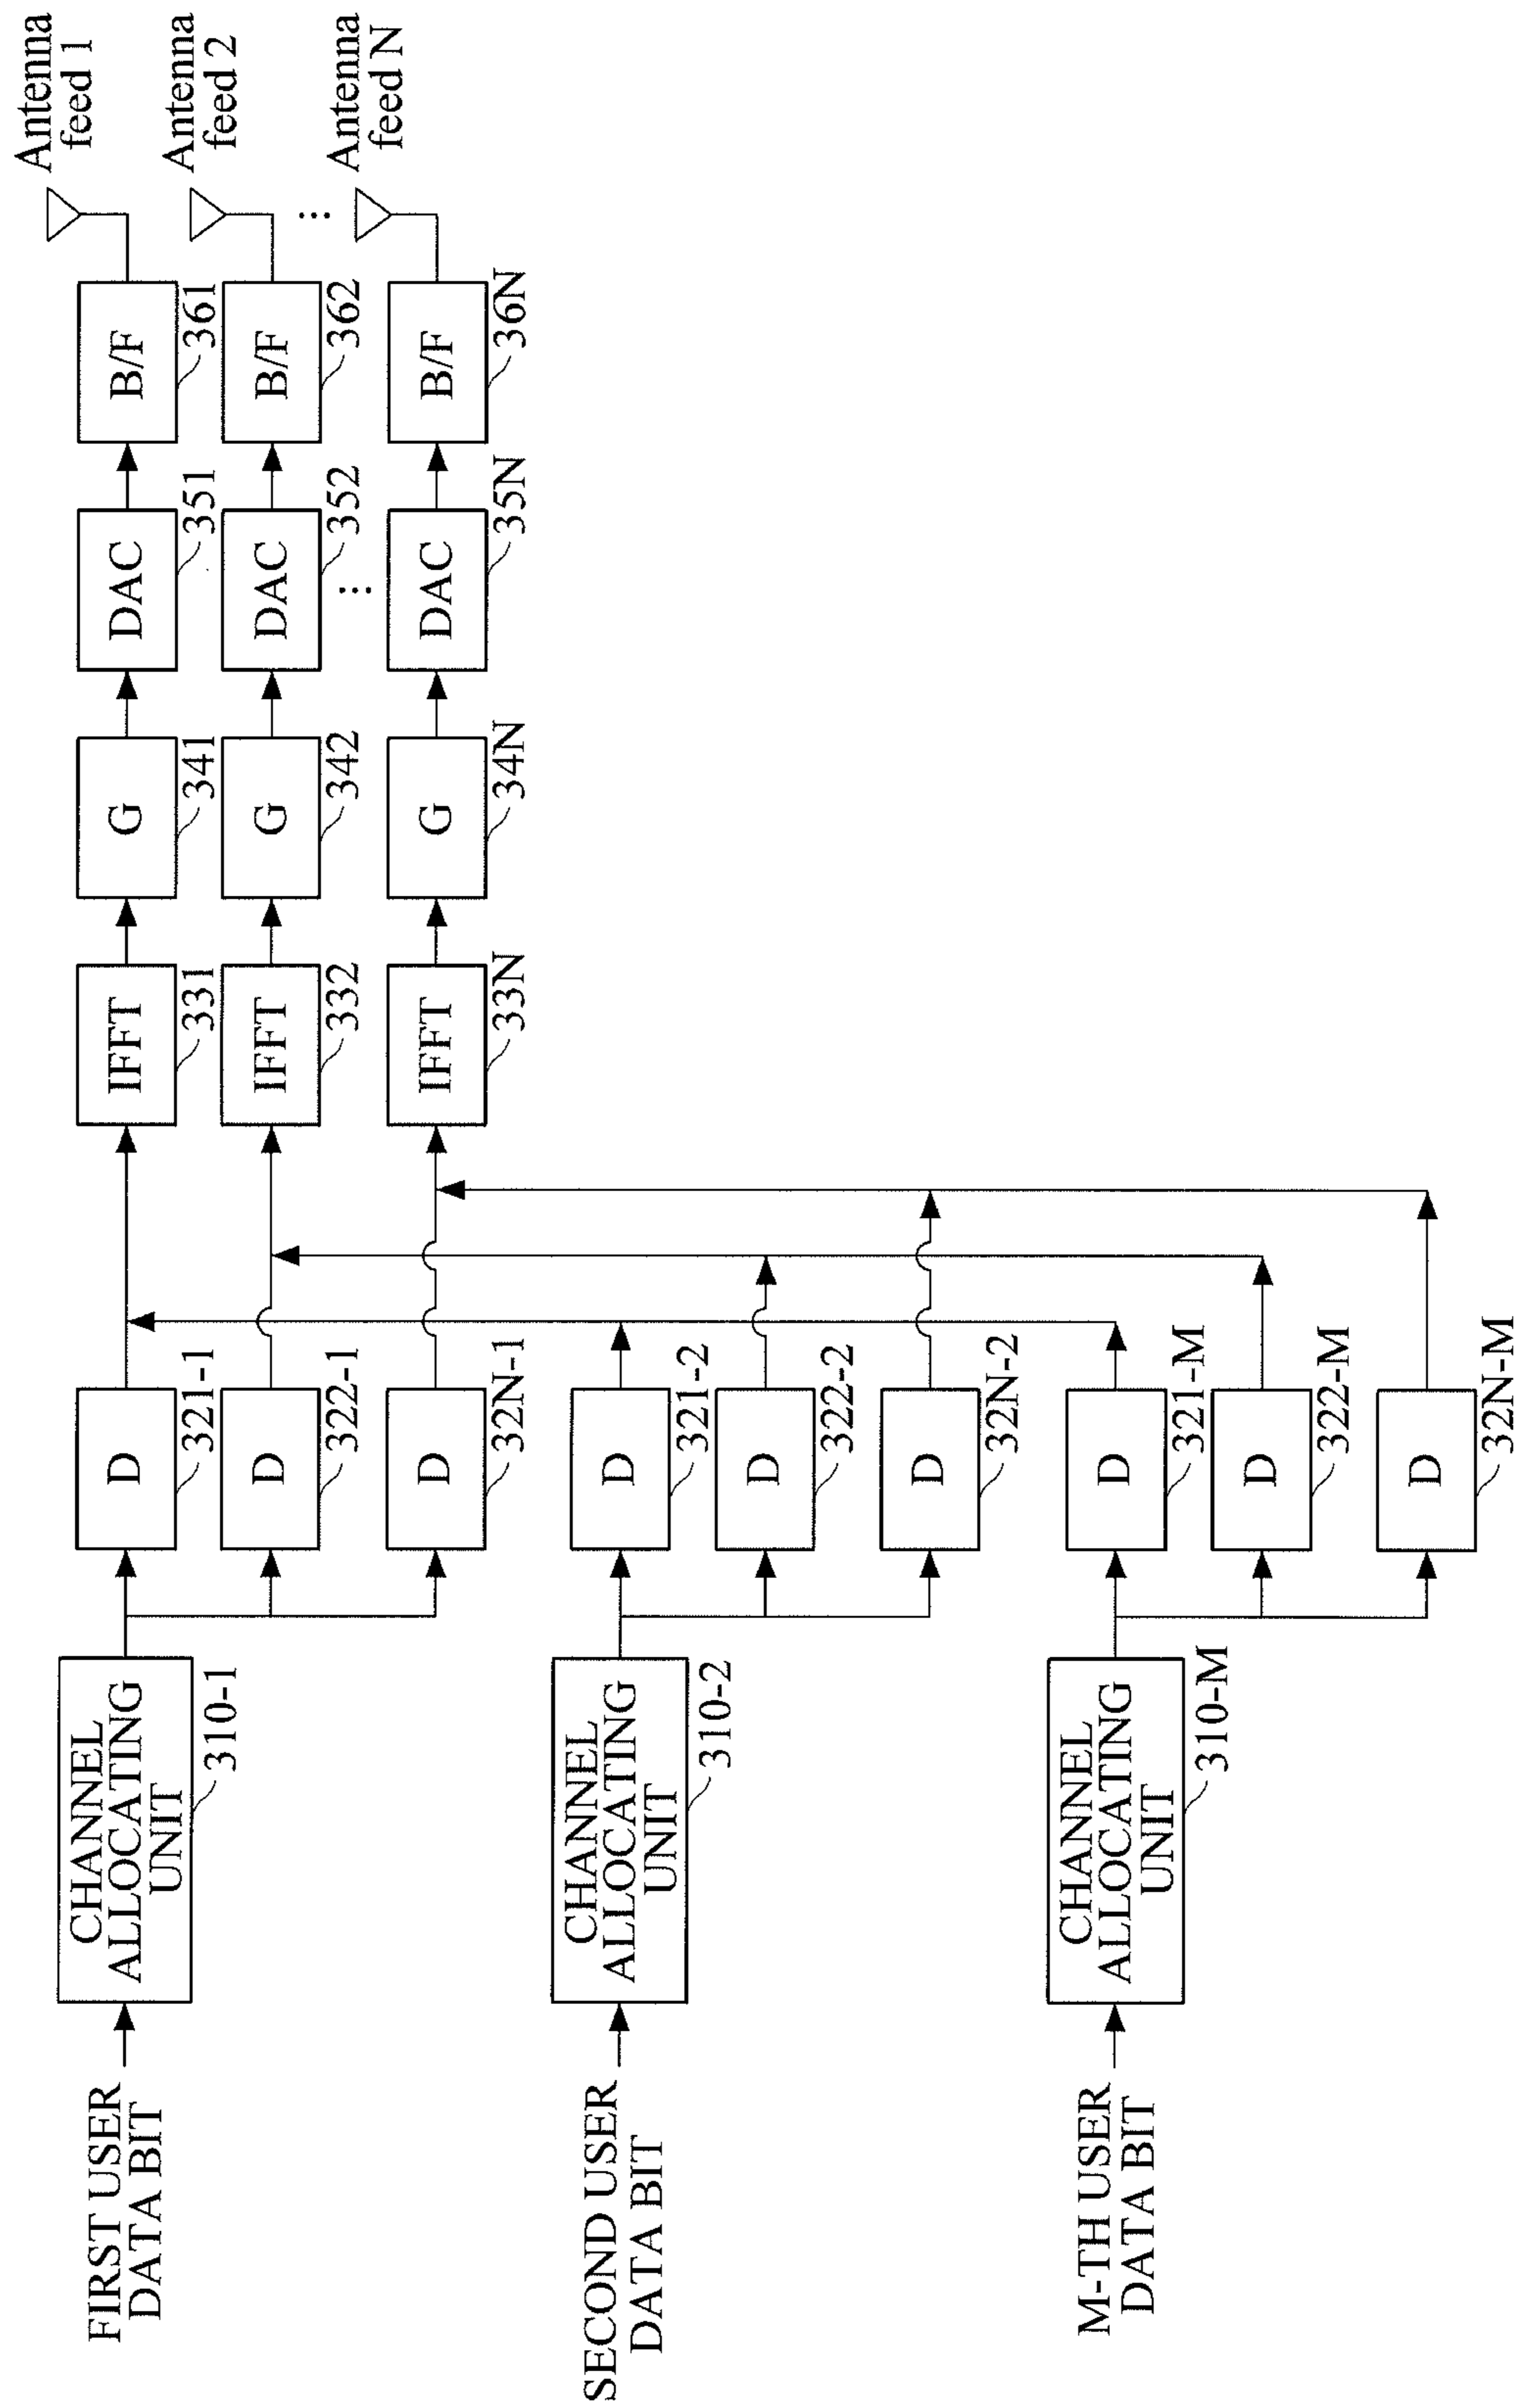 FIRST USER
DATA BIT
CHANNEL
ALLOCATING
UNIT
310-1
D
321-1
D
322-1
D
32N-1
IFFT
331
IFFT
332
IFFT
33N
G
341
G
342
G
34N
DAC
351
DAC
352
DAC
35N
B/F
361
B/F
362
B/F
36N
Antenna
feed 1
Antenna
feed 2
Antenna
feed N
SECOND USER
DATA BIT
CHANNEL
ALLOCATING
UNIT
310-2
D
321-2
D
322-2
D
32N-2
M-TH USER
DATA BIT
CHANNEL
ALLOCATING
UNIT
310-M
D
321-M
D
322-M
D
32N-M